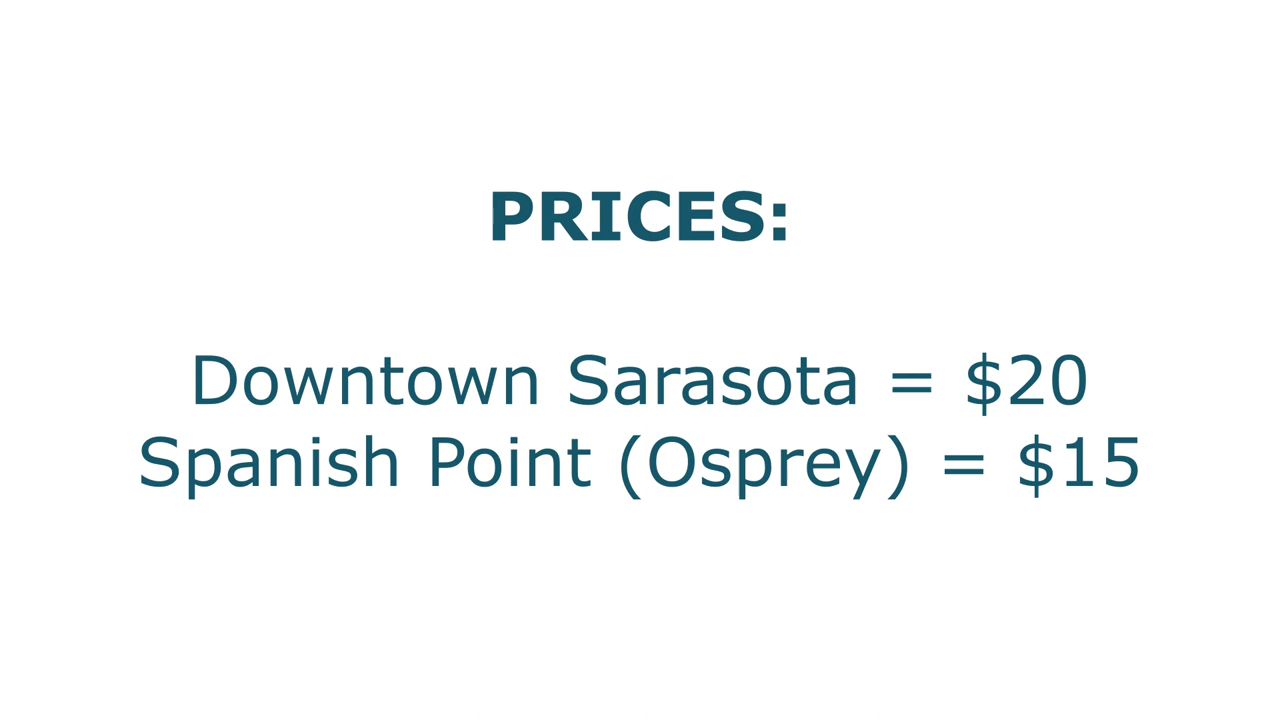 PRICES:
Downtown Sarasota = $20
Spanish Point (Osprey) = $15